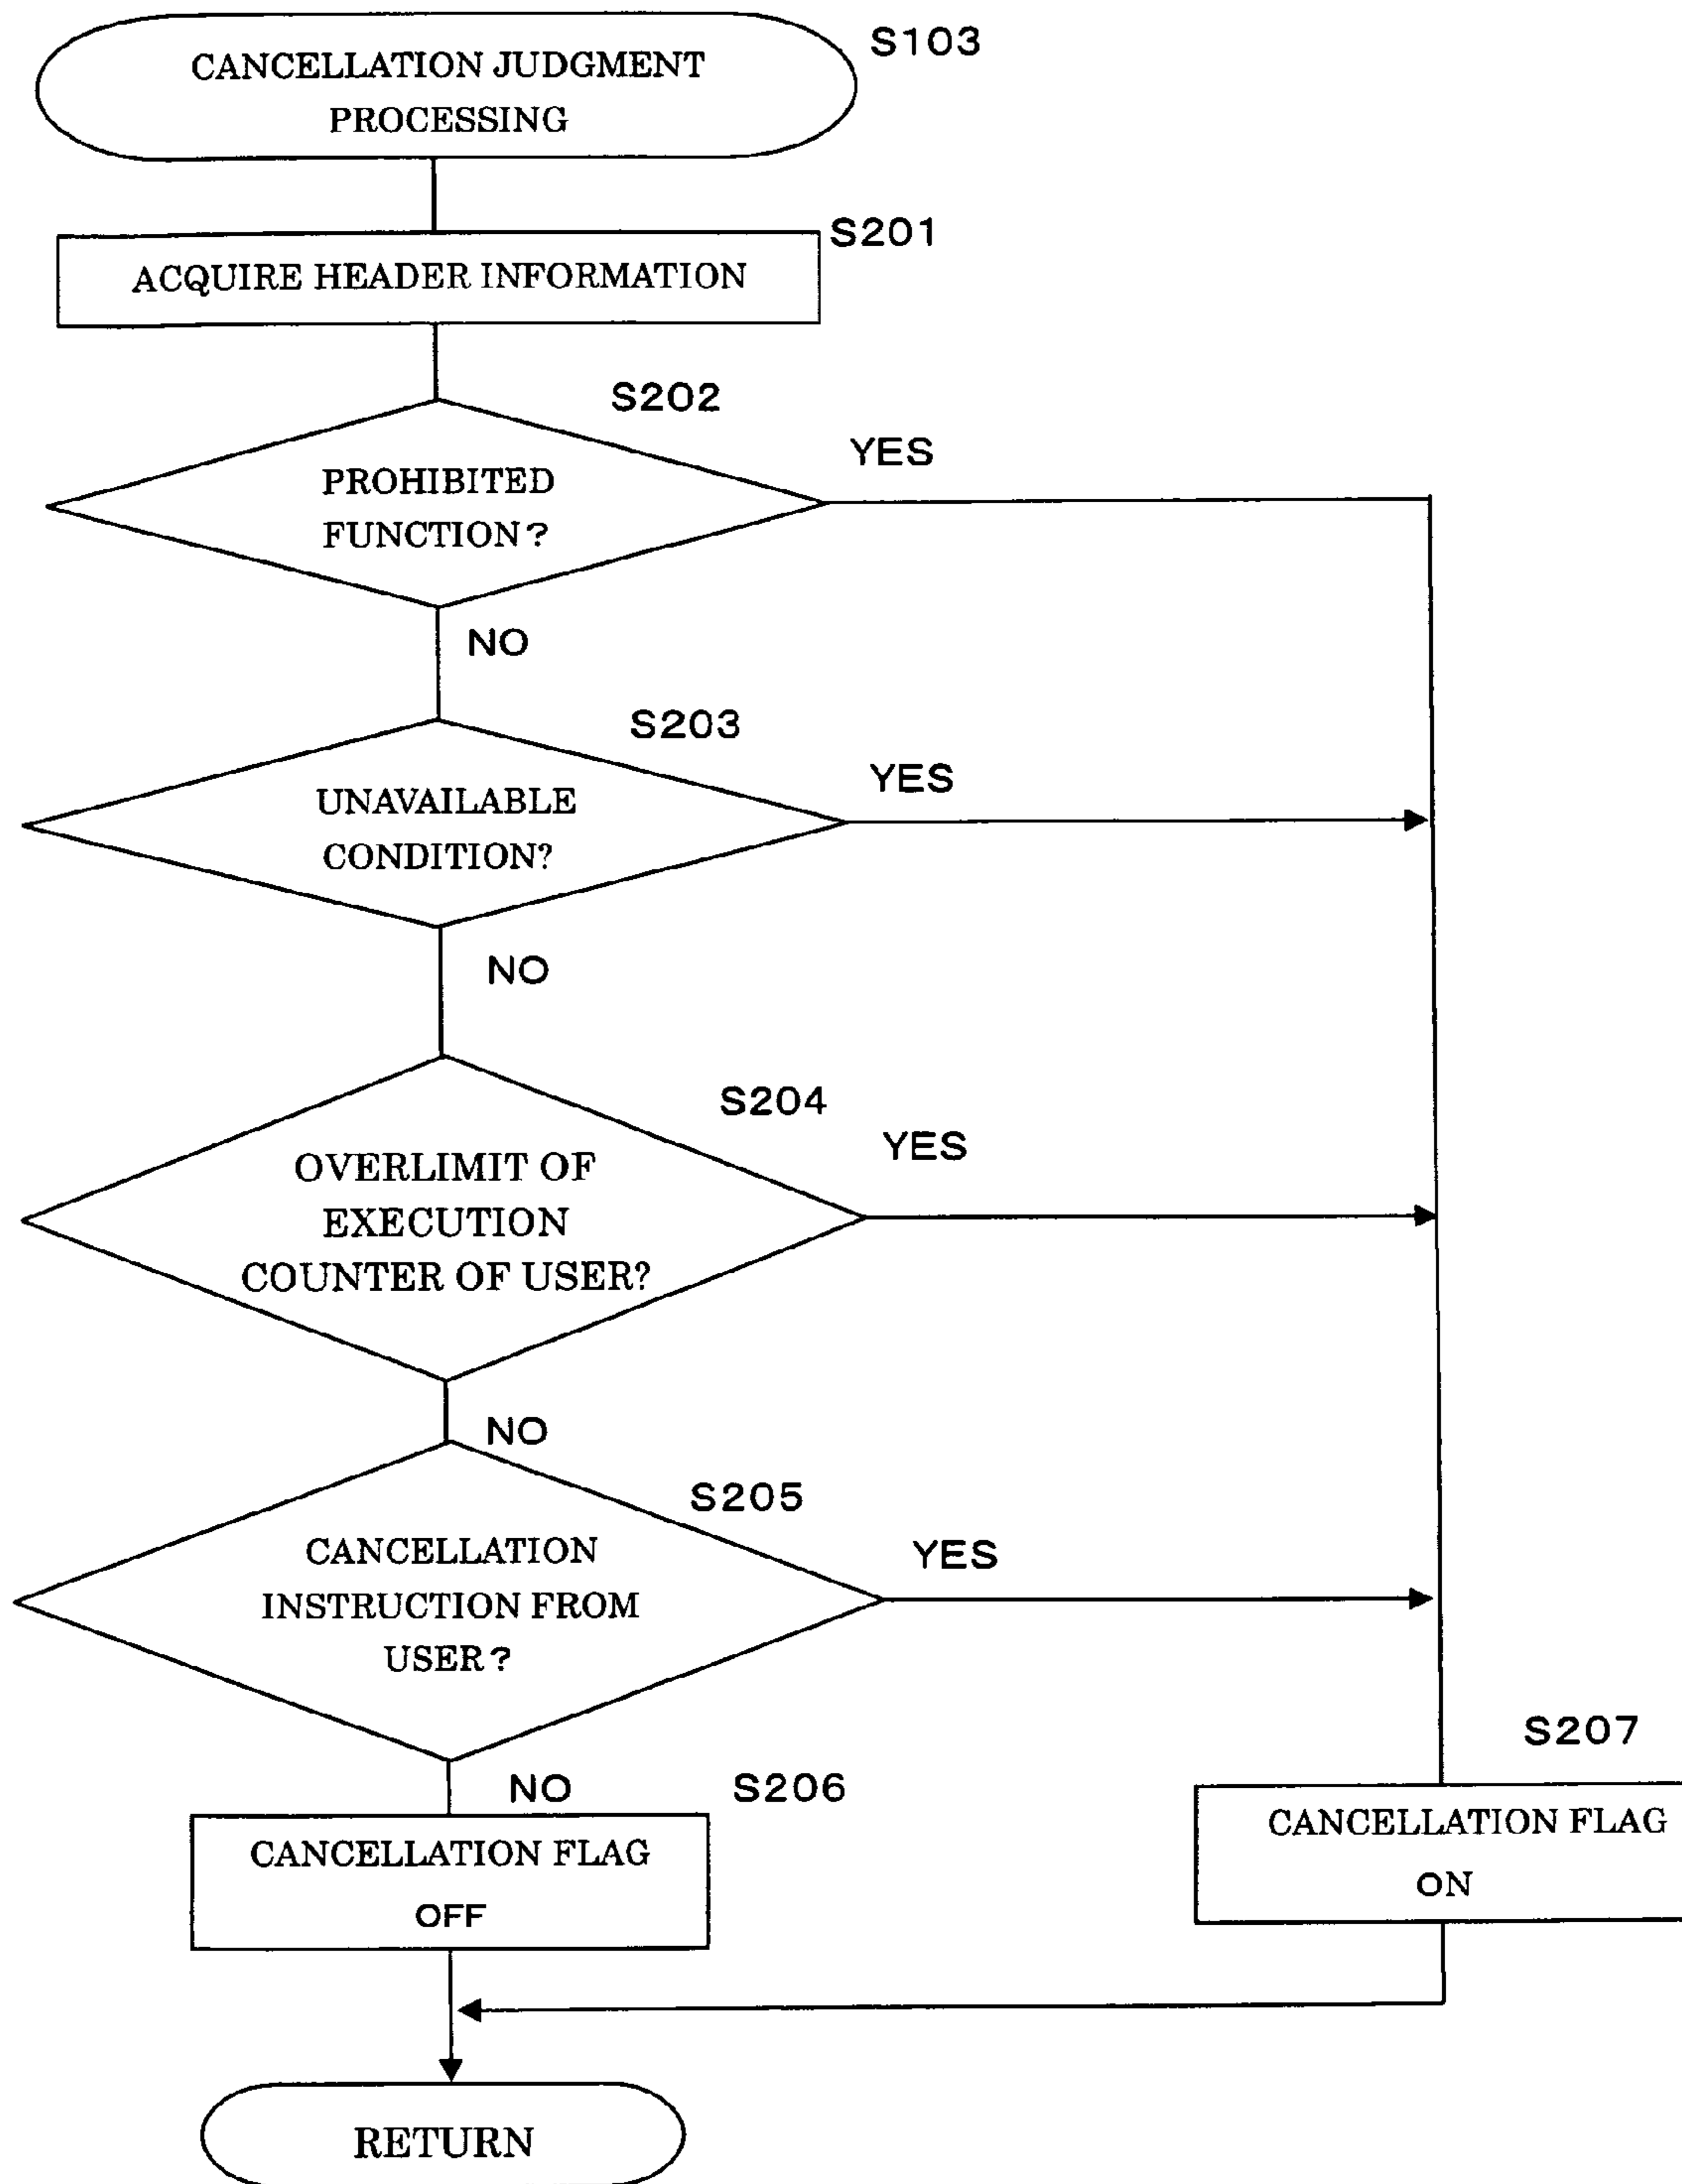 CANCELLATION JUDGMENT
PROCESSING
S103
S201
ACQUIRE HEADER INFORMATION
S202
YES
PROHIBITED
FUNCTION?
NO
S203
YES
UNAVAILABLE
CONDITION?
NO
S204
YES
OVERLIMIT OF
EXECUTION
COUNTER OF USER?
NO
S205
YES
CANCELLATION
INSTRUCTION FROM
USER?
NO
S206
CANCELLATION FLAG
OFF
S207
CANCELLATION FLAG
ON
RETURN